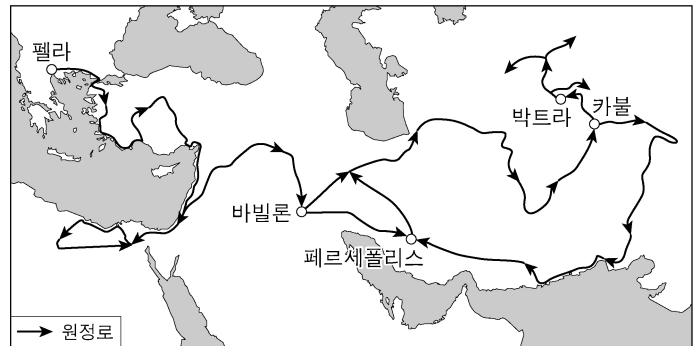 펠라
박트라
카불
바빌론
페르세폴리스
원정로